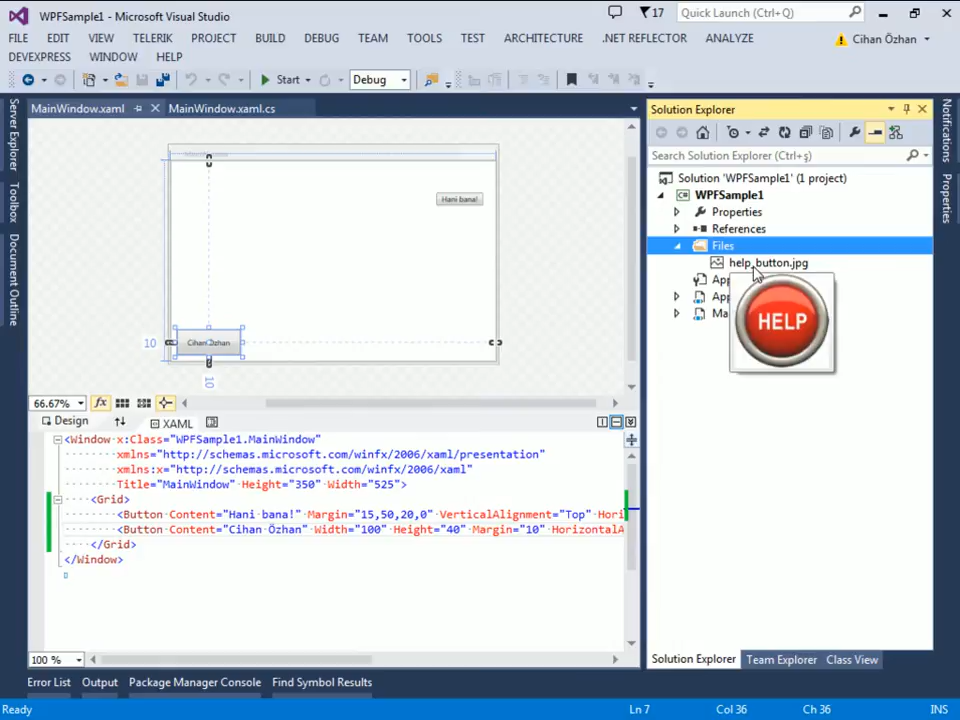 WPFSample1 - Microsoft Visual Studio
17
Quick Launch (Ctrl+Q)
FILE EDIT VIEW TELERIK PROJECT BUILD DEBUG TEAM TOOLS TEST ARCHITECTURE .NET REFLECTOR ANALYZE
Cihan Özhan
DEVEXPRESS WINDOW HELP
Start
Debug
MainWindow.xaml
MainWindow.xaml.cs
Server Explorer
Toolbox
Document Outline
Hani bana!
Cihan Özhan
10
10
66.67%
fx
Design
XAML
<Window x:Class="WPFSample1.MainWindow"
xmlns="http://schemas.microsoft.com/winfx/2006/xaml/presentation"
xmlns:x="http://schemas.microsoft.com/winfx/2006/xaml"
Title="MainWindow" Height="350" Width="525">
<Grid>
<Button Content="Hani bana!" Margin="15,50,20,0" VerticalAlignment="Top" Hori
<Button Content="Cihan Özhan" Width="100" Height="40" Margin="10" HorizontalA
</Grid>
</Window>
100 %
Solution Explorer
Search Solution Explorer (Ctrl+ş)
Solution 'WPFSample1' (1 project)
WPFSample1
Properties
References
Files
help_button.jpg
App
App
Ma
HELP
Solution Explorer
Team Explorer
Class View
Notifications
Properties
Error List
Output
Package Manager Console
Find Symbol Results
Ready
Ln 7
Col 36
Ch 36
INS